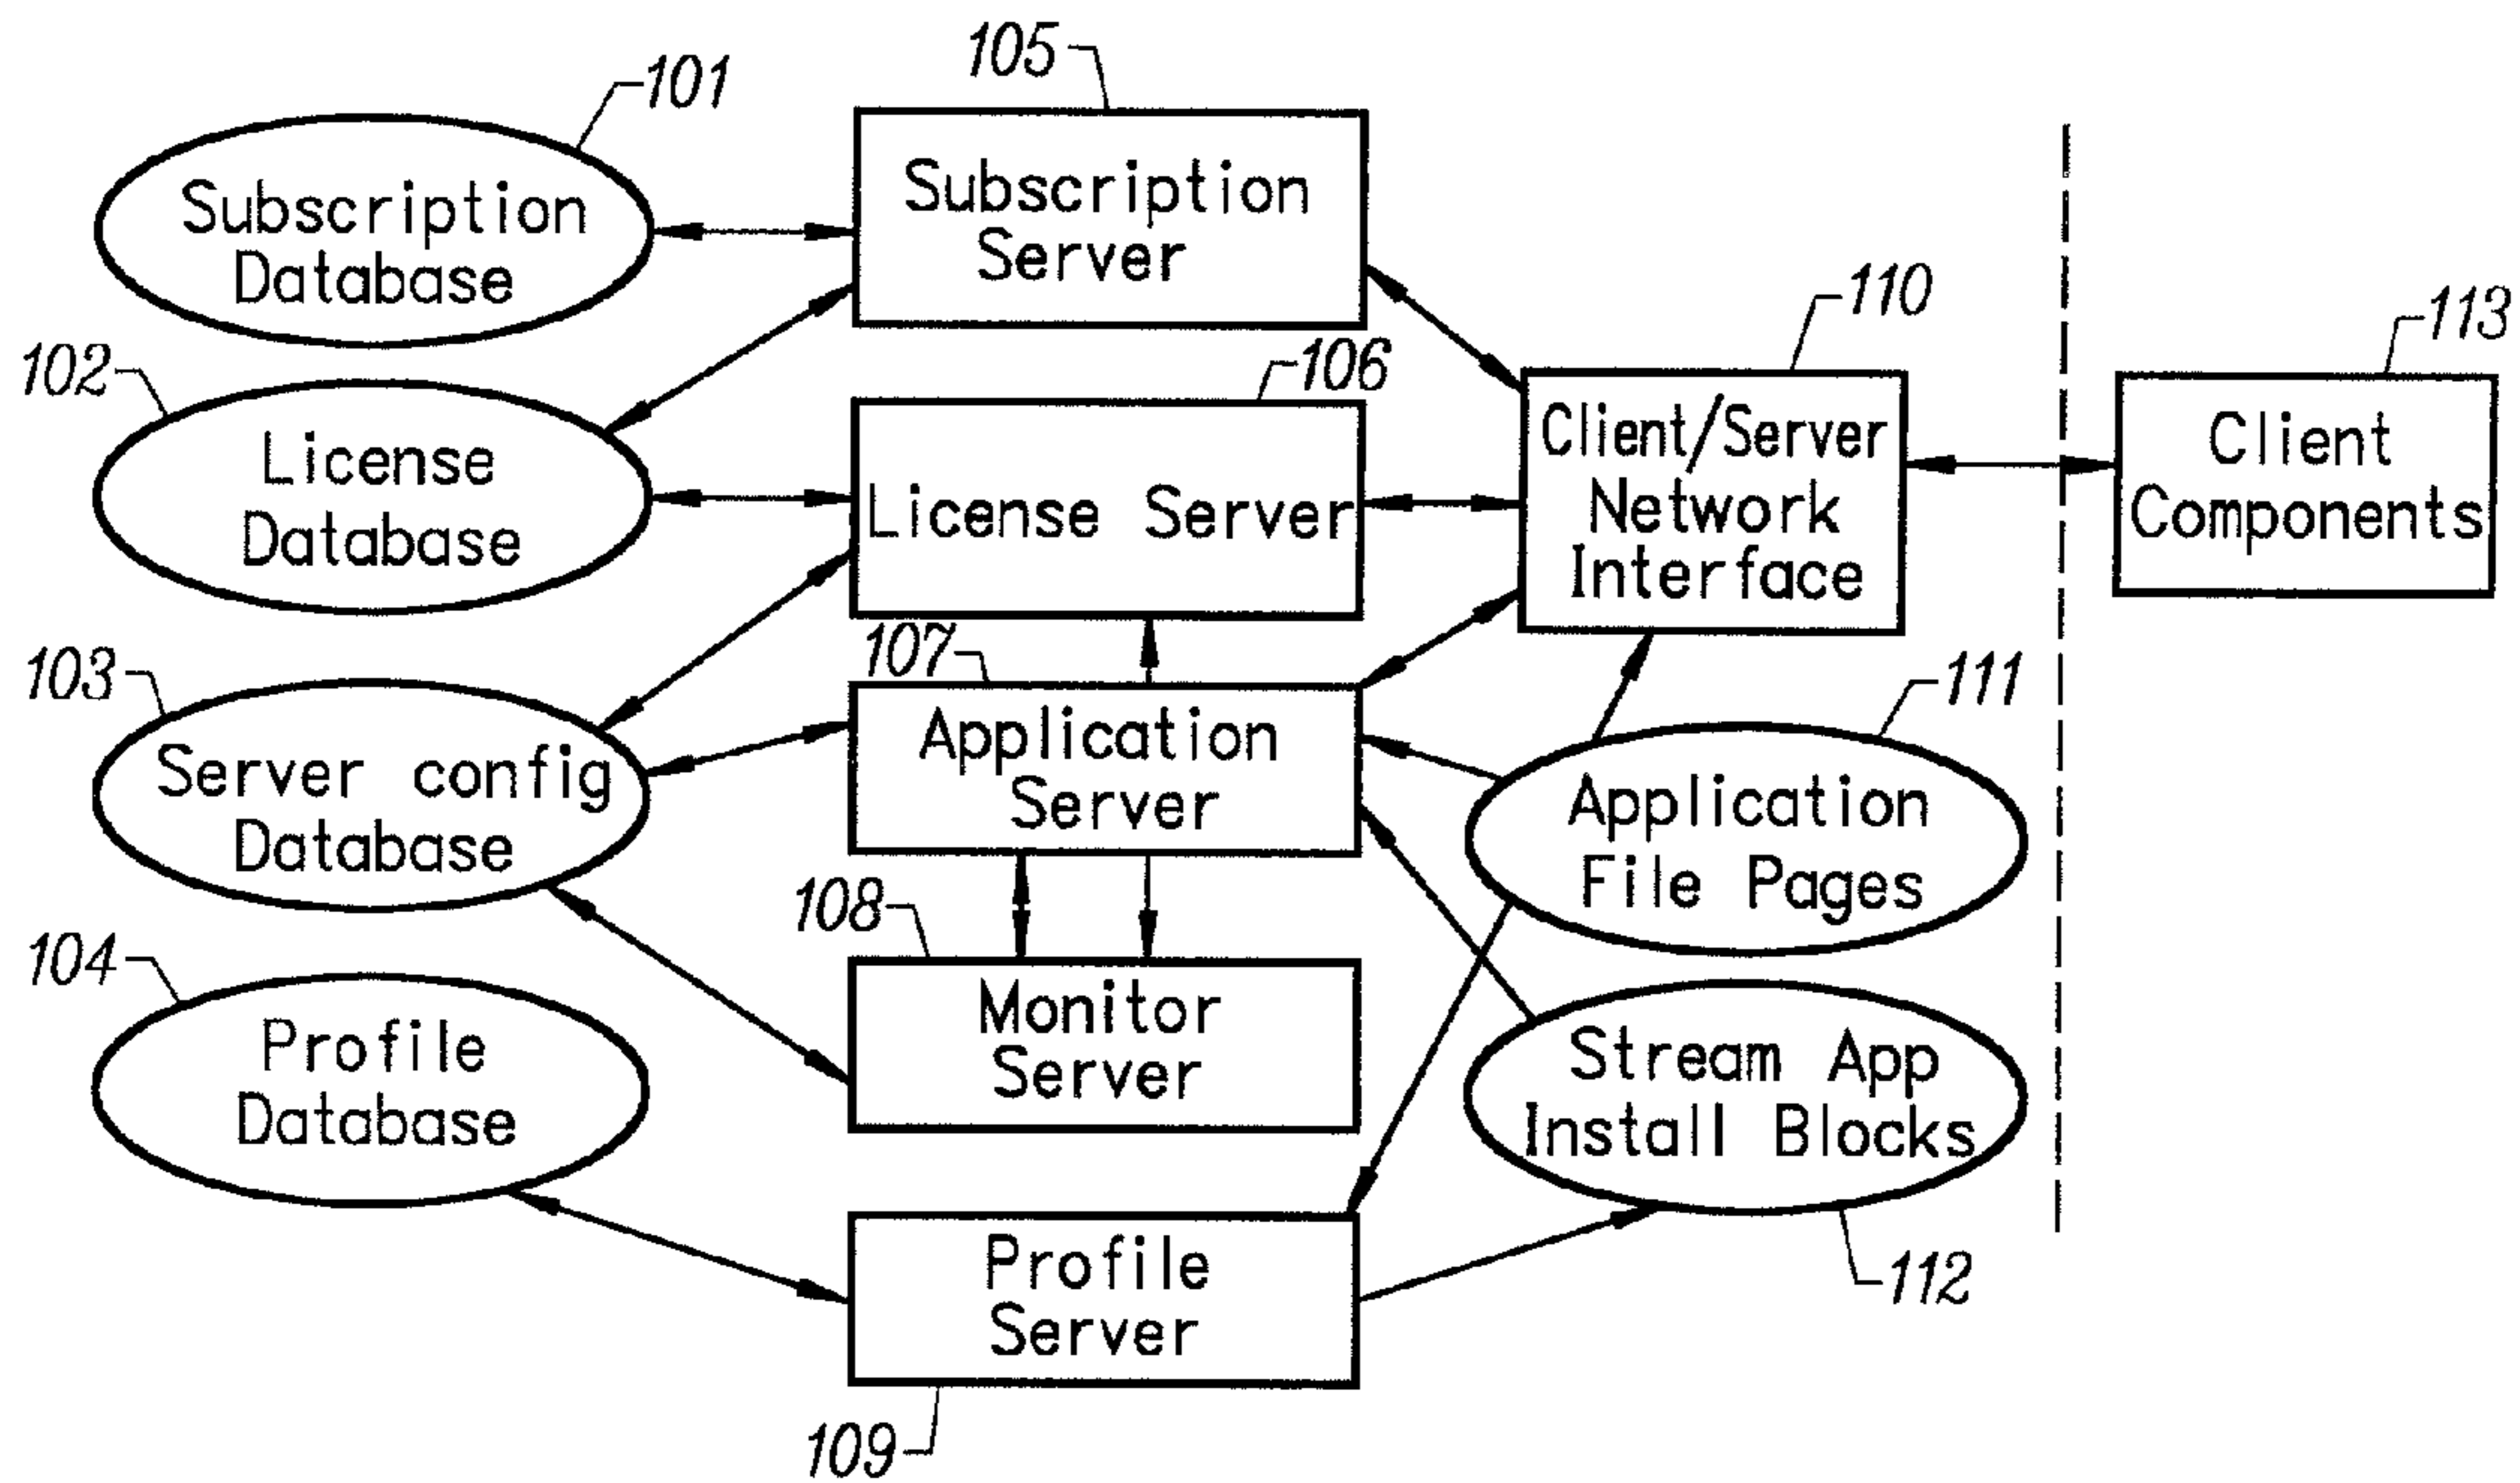 105
101
Subscription
Database
Subscription
Server
110
113
102
106
License
Database
License Server
Client/Server
Network
Interface
Client
Components
103
107
111
Server config
Database
Application
Server
Application
File Pages
104
108
Profile
Database
Monitor
Server
Stream App
Install Blocks
Profile
Server
112
109